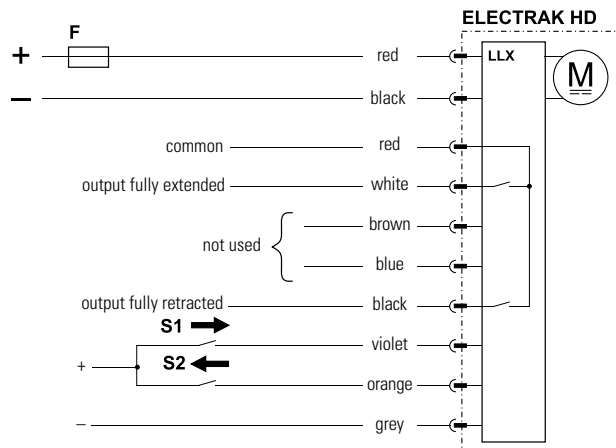 ELECTRAK HD
F
+ red LLX M
− black
common red
output fully extended white
brown
not used
blue
output fully retracted black
S1
violet
S2
+
orange
− grey